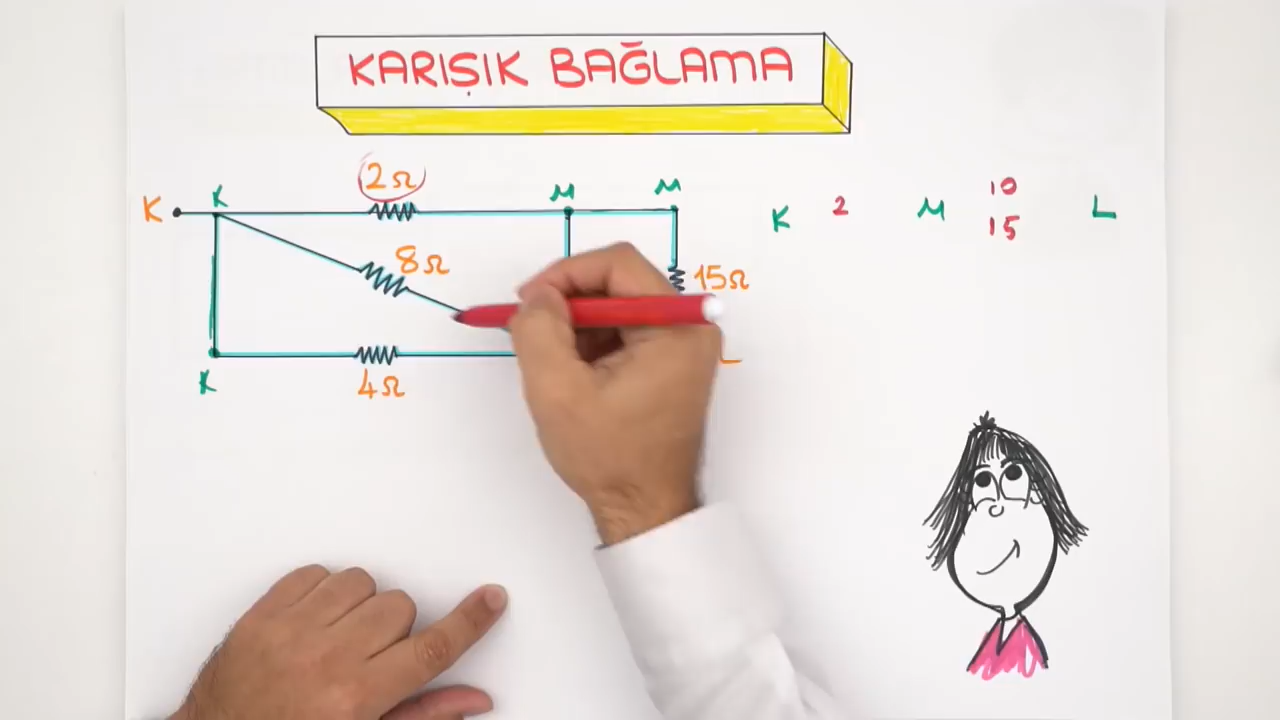 KARIŞIK BAĞLAMA
K K 2Ω M M
K 2 M 10 L
15
8Ω 15Ω
K 4Ω